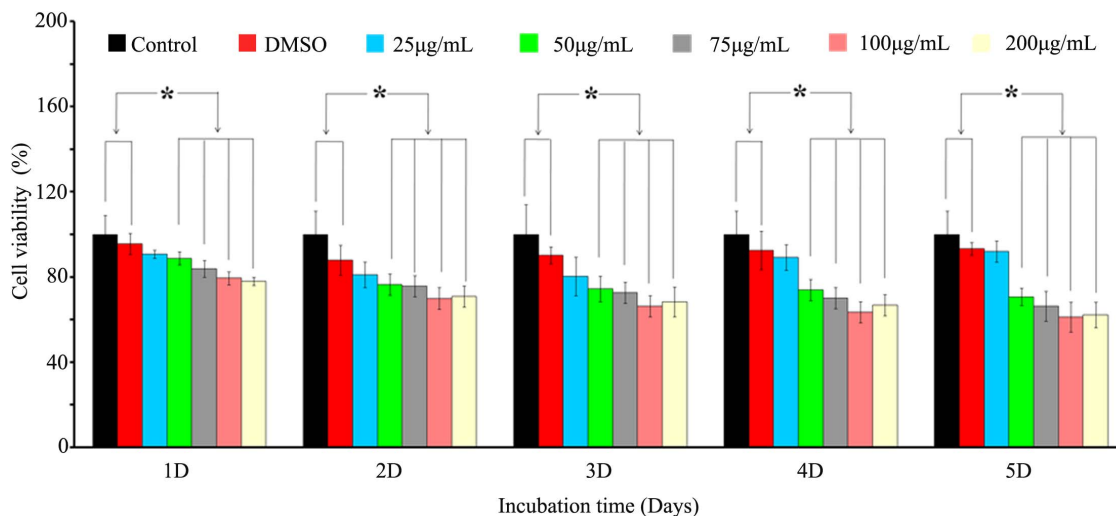 200
Control DMSO 25µg/mL 50µg/mL 75µg/mL 100µg/mL 200µg/mL
160
* * * * *
120
80
40
0
1D 2D 3D 4D 5D
Incubation time (Days)
Cell viability (%)